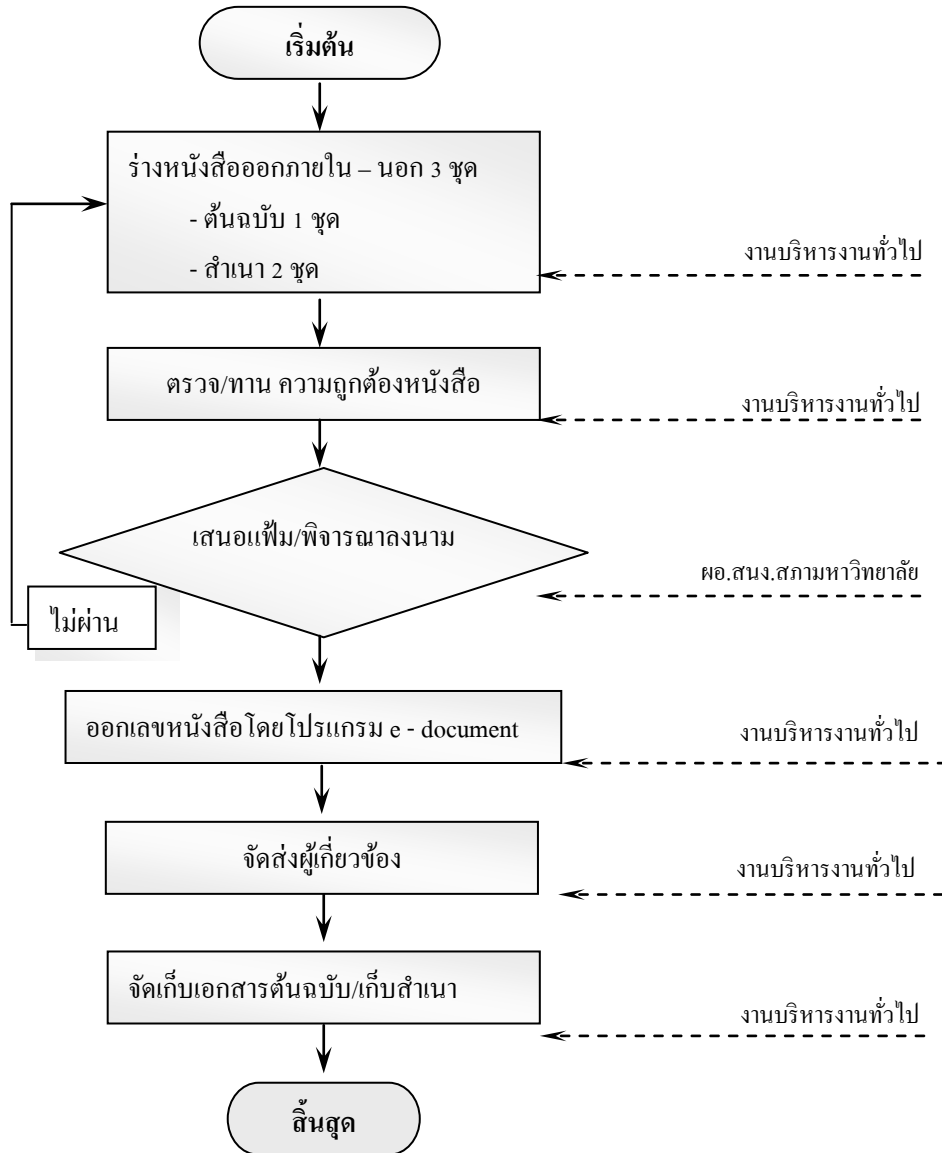 เริ่มต้น
ร่างหนังสือออกภายใน – นอก 3 ชุด
- ต้นฉบับ 1 ชุด
- สำเนา 2 ชุด
งานบริหารงานทั่วไป
ตรวจ/ทาน ความถูกต้องหนังสือ
งานบริหารงานทั่วไป
เสนอแฟ้ม/พิจารณาลงนาม
ผอ.สนง.สภามหาวิทยาลัย
ไม่ผ่าน
ออกเลขหนังสือโดยโปรแกรม e - document
งานบริหารงานทั่วไป
จัดส่งผู้เกี่ยวข้อง
งานบริหารงานทั่วไป
จัดเก็บเอกสารต้นฉบับ/เก็บสำเนา
งานบริหารงานทั่วไป
สิ้นสุด